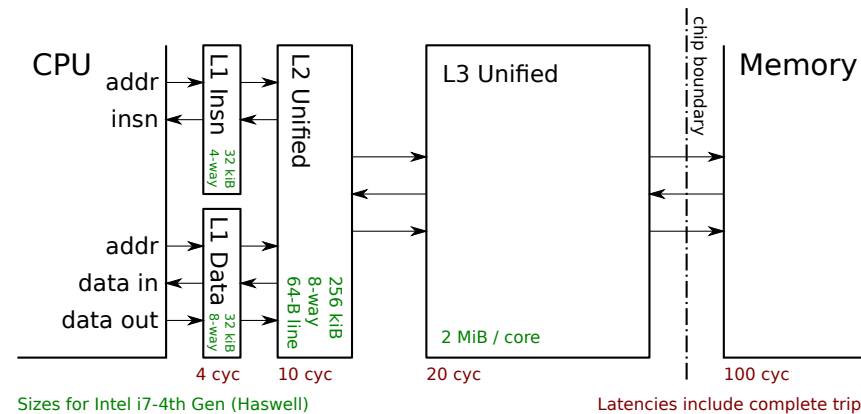 CPU
addr
insn
addr
data in
data out
L1 Insn
32 kiB
4-way
L1 Data
32 kiB
8-way
L2 Unified
256 kiB
8-way
64-B line
L3 Unified
2 MiB / core
chip boundary
Memory
4 cyc
10 cyc
20 cyc
100 cyc
Sizes for Intel i7-4th Gen (Haswell)
Latencies include complete trip